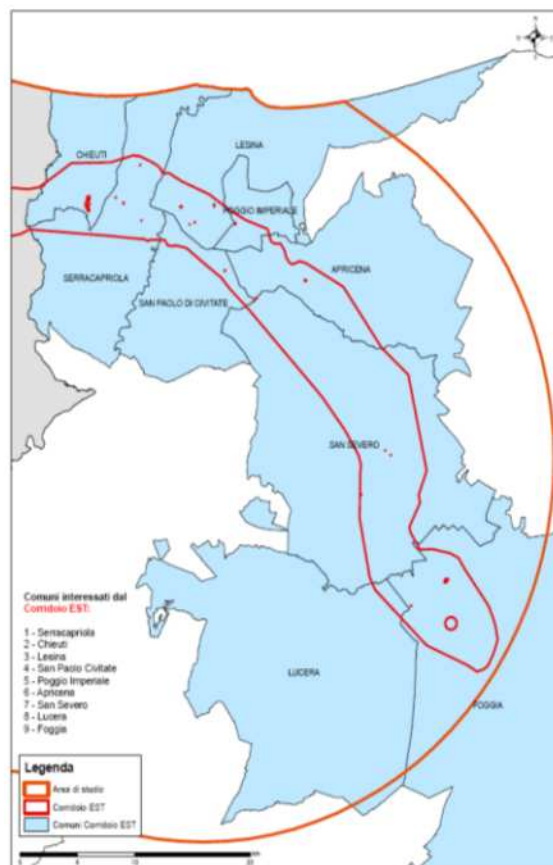 LESINA
CHIEUTI
POGGIO IMPERIALE
APRICENA
SERRACAPRIOLA
SAN PAOLO DI CIVITATE
SAN SEVERO
LUCERA
FOGGIA
Comuni interessati dal
Corridoio EST:
1 - Serracapriola
2 - Chieuti
3 - Lesina
4 - San Paolo Civitate
5 - Poggio Imperiale
6 - Apricena
7 - San Severo
8 - Lucera
9 - Foggia
Legenda
Area di studio
Corridoio EST
Comuni Corridoio EST